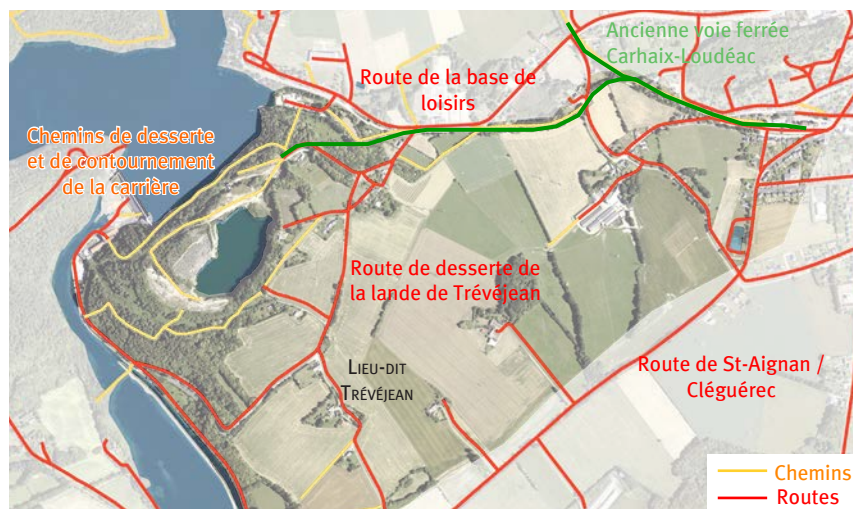 Ancienne voie ferrée
Carhaix-Loudéac
Route de la base de
loisirs
Chemins de desserte
et de contournement
de la carrière
Route de desserte de
la lande de Trévéjean
LIEU-DIT
TRÉVÉJEAN
Route de St-Aignan /
Cléguérec
Chemins
Routes